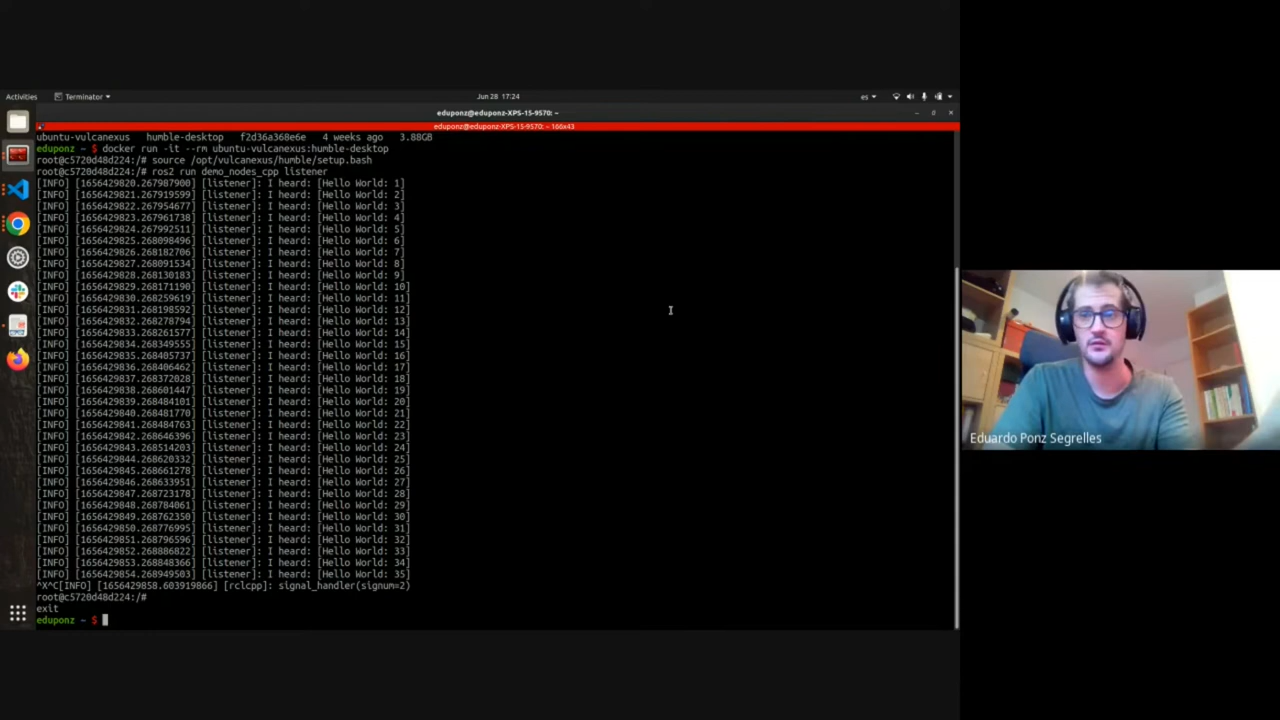 Activities
Terminator
Jun 28 17:24
es
eduponz@eduponz-XPS-15-9570: ~
eduponz@eduponz-XPS-15-9570: ~ 166x43
ubuntu-vulcanexus humble-desktop f2d36a368e6e 4 weeks ago 3.88GB
eduponz ~ $ docker run -it --rm ubuntu-vulcanexus:humble-desktop
root@c5720d48d224:/# source /opt/vulcanexus/humble/setup.bash
root@c5720d48d224:/# ros2 run demo_nodes_cpp listener
[INFO] [1656429820.267987900] [listener]: I heard: [Hello World: 1]
[INFO] [1656429821.267919599] [listener]: I heard: [Hello World: 2]
[INFO] [1656429822.267954677] [listener]: I heard: [Hello World: 3]
[INFO] [1656429823.267961738] [listener]: I heard: [Hello World: 4]
[INFO] [1656429824.267992511] [listener]: I heard: [Hello World: 5]
[INFO] [1656429825.268098496] [listener]: I heard: [Hello World: 6]
[INFO] [1656429826.268182706] [listener]: I heard: [Hello World: 7]
[INFO] [1656429827.268091534] [listener]: I heard: [Hello World: 8]
[INFO] [1656429828.268130183] [listener]: I heard: [Hello World: 9]
[INFO] [1656429829.268171190] [listener]: I heard: [Hello World: 10]
[INFO] [1656429830.268259619] [listener]: I heard: [Hello World: 11]
[INFO] [1656429831.268198592] [listener]: I heard: [Hello World: 12]
[INFO] [1656429832.268278794] [listener]: I heard: [Hello World: 13]
[INFO] [1656429833.268261577] [listener]: I heard: [Hello World: 14]
[INFO] [1656429834.268349555] [listener]: I heard: [Hello World: 15]
[INFO] [1656429835.268405737] [listener]: I heard: [Hello World: 16]
[INFO] [1656429836.268406462] [listener]: I heard: [Hello World: 17]
[INFO] [1656429837.268372028] [listener]: I heard: [Hello World: 18]
[INFO] [1656429838.268601447] [listener]: I heard: [Hello World: 19]
[INFO] [1656429839.268484101] [listener]: I heard: [Hello World: 20]
[INFO] [1656429840.268481770] [listener]: I heard: [Hello World: 21]
[INFO] [1656429841.268484763] [listener]: I heard: [Hello World: 22]
[INFO] [1656429842.268646396] [listener]: I heard: [Hello World: 23]
[INFO] [1656429843.268514203] [listener]: I heard: [Hello World: 24]
[INFO] [1656429844.268620332] [listener]: I heard: [Hello World: 25]
[INFO] [1656429845.268661278] [listener]: I heard: [Hello World: 26]
[INFO] [1656429846.268633951] [listener]: I heard: [Hello World: 27]
[INFO] [1656429847.268723178] [listener]: I heard: [Hello World: 28]
[INFO] [1656429848.268784061] [listener]: I heard: [Hello World: 29]
[INFO] [1656429849.268762350] [listener]: I heard: [Hello World: 30]
[INFO] [1656429850.268776995] [listener]: I heard: [Hello World: 31]
[INFO] [1656429851.268796596] [listener]: I heard: [Hello World: 32]
[INFO] [1656429852.268886822] [listener]: I heard: [Hello World: 33]
[INFO] [1656429853.268848366] [listener]: I heard: [Hello World: 34]
[INFO] [1656429854.268949503] [listener]: I heard: [Hello World: 35]
^X^C[INFO] [1656429858.603919866] [rclcpp]: signal_handler(signum=2)
root@c5720d48d224:/#
exit
eduponz ~ $
Eduardo Ponz Segrelles